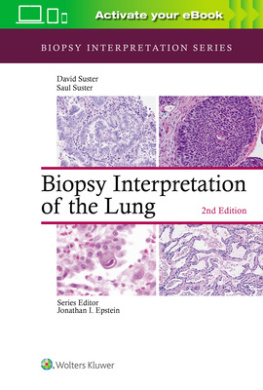 Activate your eBook
BIOPSY INTERPRETATION SERIES
David Suster
Saul Suster
Biopsy Interpretation
of the Lung
2nd Edition
Series Editor
Jonathan I. Epstein
Wolters Kluwer